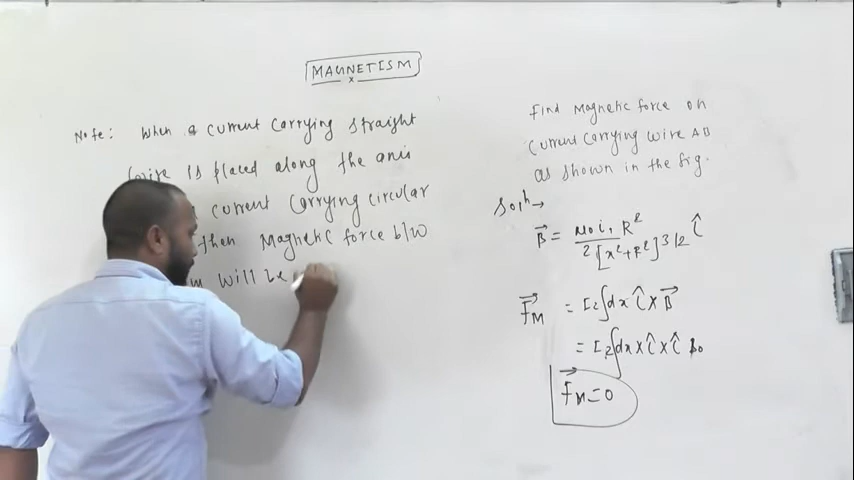 MAGNETISM
x
Note: When a current carrying straight
wire is placed along the axis
current carrying circular
then Magnetic force b/w
will be
Find Magnetic force on
Current carrying wire AB
as shown in the fig.
Solⁿ→
B⃗ = μ₀ i₁ R² / 2[x²+R²]^3/2 î
F⃗M = I₂∫dx î × B⃗
= I₂∫dx × î × î B₀
F⃗M = 0